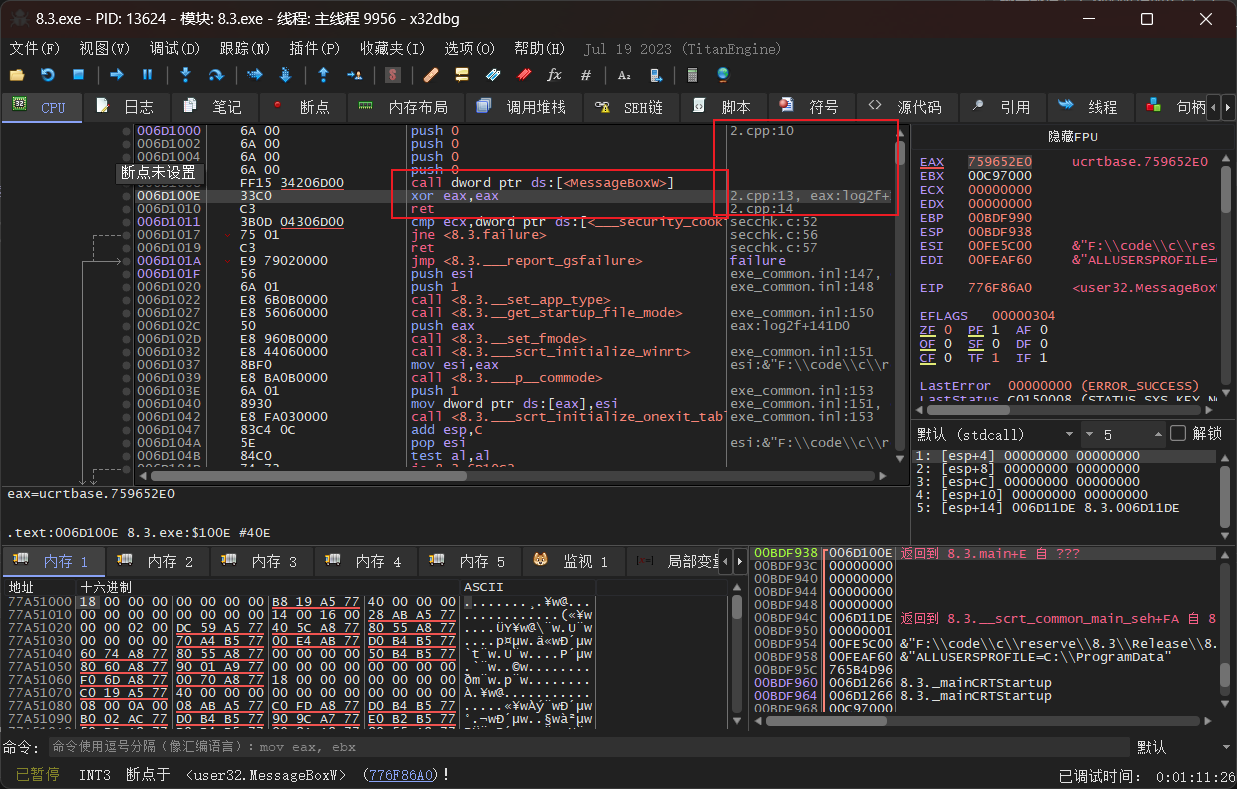 8.3.exe - PID: 13624 - 模块: 8.3.exe - 线程: 主线程 9956 - x32dbg
文件(F) 视图(V) 调试(D) 跟踪(N) 插件(P) 收藏夹(I) 选项(O) 帮助(H) Jul 19 2023 (TitanEngine)
CPU 日志 笔记 断点 内存布局 调用堆栈 SEH链 脚本 符号 源代码 引用 线程 句柄
006D1000 6A 00 push 0 2.cpp:10
006D1002 6A 00 push 0
006D1004 6A 00 push 0
6A 00 push 0
断点未设置
FF15 34206D00 call dword ptr ds:[<MessageBoxW>]
006D100E 33C0 xor eax,eax 2.cpp:13, eax:log2f+
006D1010 C3 ret 2.cpp:14
006D1011 3B0D 04306D00 cmp ecx,dword ptr ds:[<___security_cook secchk.c:52
006D1017 75 01 jne <8.3.failure> secchk.c:56
006D1019 C3 ret secchk.c:57
006D101A E9 79020000 jmp <8.3.___report_gsfailure> failure
006D101F 56 push esi exe_common.inl:147,
006D1020 6A 01 push 1 exe_common.inl:148
006D1022 E8 6B0B0000 call <8.3.__set_app_type>
006D1027 E8 56060000 call <8.3.__get_startup_file_mode> exe_common.inl:150
006D102C 50 push eax eax:log2f+141D0
006D102D E8 960B0000 call <8.3.__set_fmode>
006D1032 E8 44060000 call <8.3.___scrt_initialize_winrt> exe_common.inl:151
006D1037 8BF0 mov esi,eax esi:&"F:\\code\\c\\r
006D1039 E8 BA0B0000 call <8.3.___p__commode>
006D103E 6A 01 push 1 exe_common.inl:153
006D1040 8930 mov dword ptr ds:[eax],esi exe_common.inl:151,
006D1042 E8 FA030000 call <8.3.___scrt_initialize_onexit_tabl exe_common.inl:153
006D1047 83C4 0C add esp,C
006D104A 5E pop esi esi:&"F:\\code\\c\\r
006D104B 84C0 test al,al
隐藏FPU
EAX 759652E0 ucrtbase.759652E0
EBX 00C97000
ECX 00000000
EDX 00000000
EBP 00BDF990
ESP 00BDF938
ESI 00FE5C00 &"F:\\code\\c\\res
EDI 00FEAF60 &"ALLUSERSPROFILE=
EIP 776F86A0 <user32.MessageBoxW
EFLAGS 00000304
ZF 0 PF 1 AF 0
OF 0 SF 0 DF 0
CF 0 TF 1 IF 1
LastError 00000000 (ERROR_SUCCESS)
LastStatus C0150008 (STATUS_SXS_KEY_N
默认 (stdcall) 5 解锁
1: [esp+4] 00000000 00000000
2: [esp+8] 00000000 00000000
3: [esp+C] 00000000 00000000
4: [esp+10] 00000000 00000000
5: [esp+14] 006D11DE 8.3.006D11DE
eax=ucrtbase.759652E0
.text:006D100E 8.3.exe:$100E #40E
内存 1 内存 2 内存 3 内存 4 内存 5 监视 1 局部变量
地址 十六进制 ASCII
77A51000 18 00 00 00 00 00 00 00 B8 19 A5 77 40 00 00 00
77A51010 00 00 00 00 00 00 00 00 14 00 16 00 28 AB A5 77
77A51020 00 00 02 00 DC 59 A5 77 40 5C A8 77 80 55 A8 77
77A51030 00 00 00 00 70 A4 B5 77 00 E4 AB 77 D0 B4 B5 77
77A51040 60 74 A8 77 80 55 A8 77 00 00 00 00 50 B4 B5 77
77A51050 80 60 A8 77 90 01 A9 77 00 00 00 00 00 00 00 00
77A51060 F0 6D A8 77 00 70 A8 77 18 00 00 00 00 00 00 00
77A51070 C0 19 A5 77 40 00 00 00 00 00 00 00 00 00 00 00
77A51080 08 00 0A 00 08 AB A5 77 C0 FD A8 77 D0 B4 B5 77
77A51090 B0 02 AC 77 D0 B4 B5 77 90 9C A7 77 E0 B2 B5 77
00BDF938 006D100E 返回到 8.3.main+E 自 ???
00BDF93C 00000000
00BDF940 00000000
00BDF944 00000000
00BDF948 00000000
00BDF94C 006D11DE 返回到 8.3.__scrt_common_main_seh+FA 自 8
00BDF950 00000001
00BDF954 00FE5C00 &"F:\\code\\c\\reserve\\8.3\\Release\\8.
00BDF958 00FEAF60 &"ALLUSERSPROFILE=C:\\ProgramData"
00BDF95C 765B4D96
00BDF960 006D1266 8.3._mainCRTStartup
00BDF964 006D1266 8.3._mainCRTStartup
00BDF968 00C97000
命令: 命令使用逗号分隔（像汇编语言）: mov eax, ebx 默认
已暂停 INT3 断点于 <user32.MessageBoxW> (776F86A0)! 已调试时间: 0:01:11:26